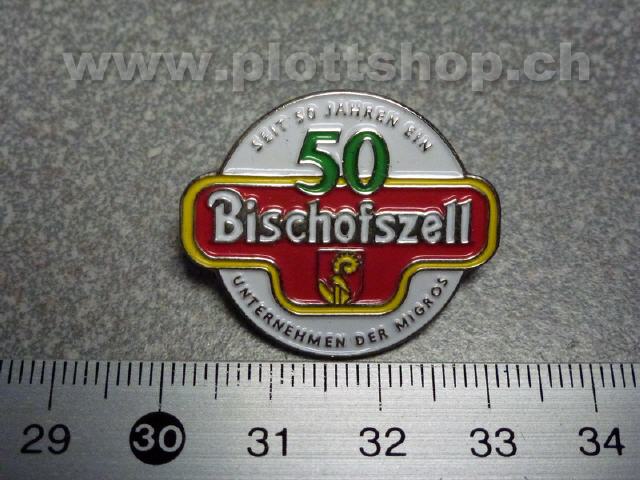 www.plottshop.ch
SEIT 50 JAHREN EIN
50
Bischofszell
UNTERNEHMEN DER MIGROS
29 30 31 32 33 34